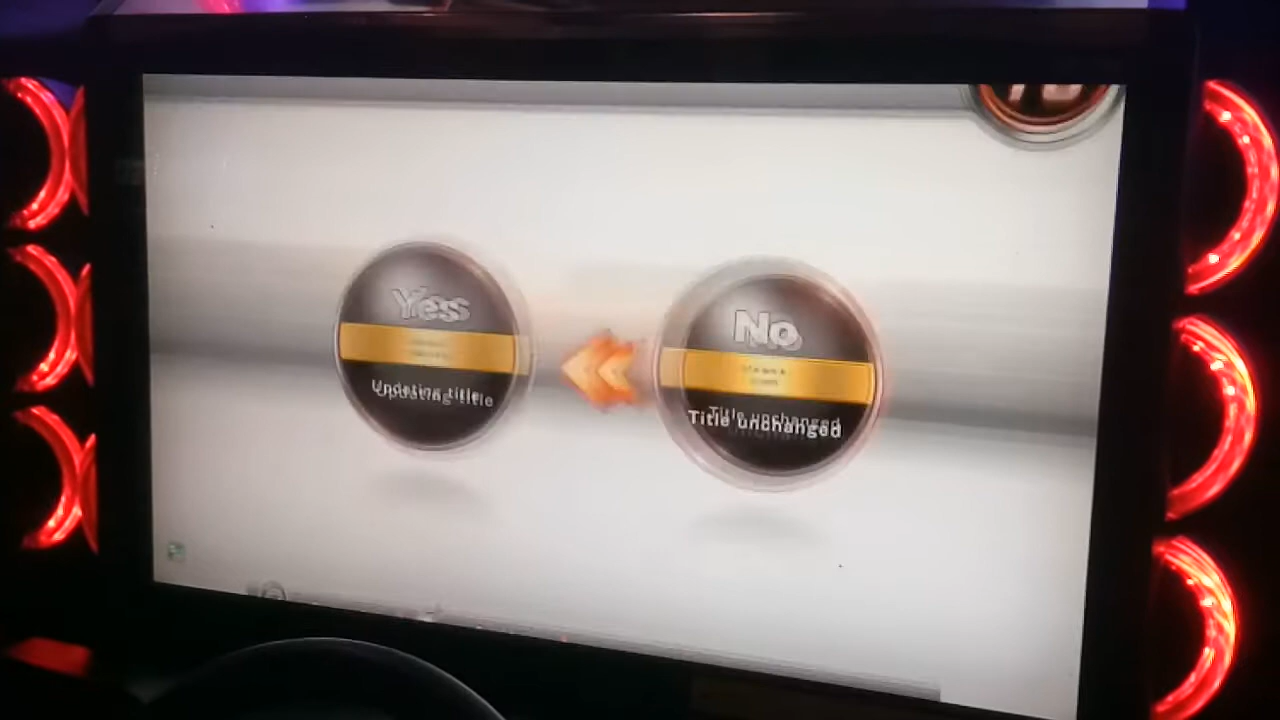 Yes
Updating title
No
Title unchanged